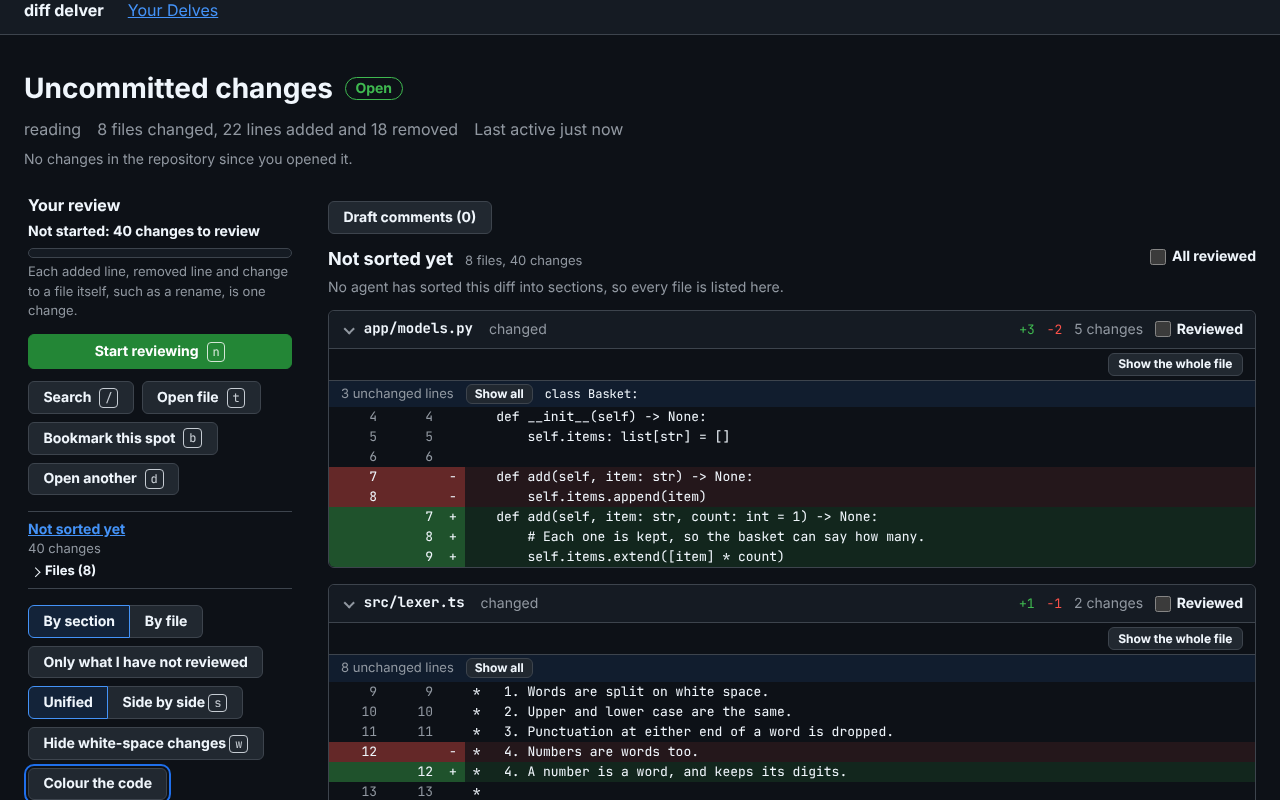 diff delver Your Delves
Uncommitted changes Open
reading 8 files changed, 22 lines added and 18 removed Last active just now
No changes in the repository since you opened it.
Your review
Not started: 40 changes to review
Each added line, removed line and change
to a file itself, such as a rename, is one
change.
Start reviewing n
Search / Open file t
Bookmark this spot b
Open another d
Not sorted yet
40 changes
Files (8)
By section By file
Only what I have not reviewed
Unified Side by side s
Hide white-space changes w
Colour the code
Draft comments (0)
Not sorted yet 8 files, 40 changes All reviewed
No agent has sorted this diff into sections, so every file is listed here.
app/models.py changed +3 -2 5 changes Reviewed
Show the whole file
3 unchanged lines Show all class Basket:
4 4 def __init__(self) -> None:
5 5 self.items: list[str] = []
6 6
7 - def add(self, item: str) -> None:
8 - self.items.append(item)
7 + def add(self, item: str, count: int = 1) -> None:
8 + # Each one is kept, so the basket can say how many.
9 + self.items.extend([item] * count)
src/lexer.ts changed +1 -1 2 changes Reviewed
Show the whole file
8 unchanged lines Show all
9 9 * 1. Words are split on white space.
10 10 * 2. Upper and lower case are the same.
11 11 * 3. Punctuation at either end of a word is dropped.
12 - * 4. Numbers are words too.
12 + * 4. A number is a word, and keeps its digits.
13 13 *